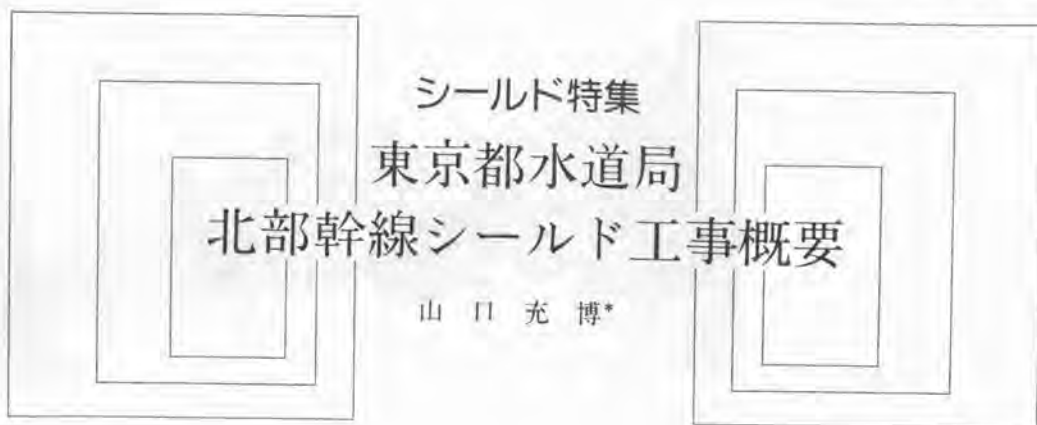 シールド特集
東京都水道局
北部幹線シールド工事概要
山口充博*